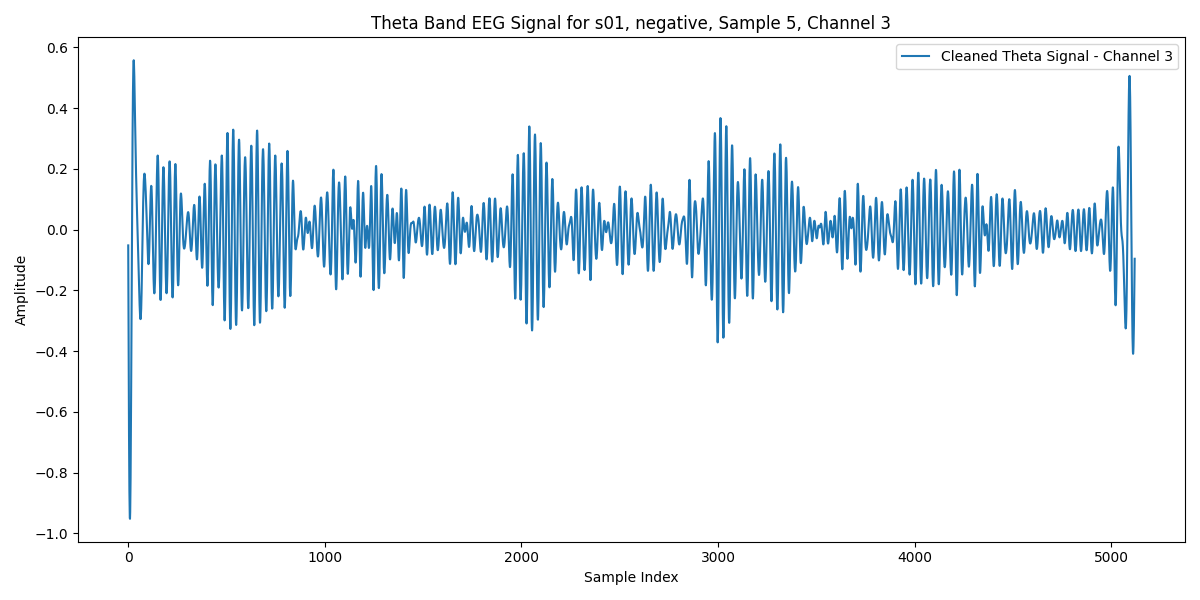 Theta Band EEG Signal for s01, negative, Sample 5, Channel 3
Cleaned Theta Signal - Channel 3
Amplitude
0.6
0.4
0.2
0.0
−0.2
−0.4
−0.6
−0.8
−1.0
0 1000 2000 3000 4000 5000
Sample Index